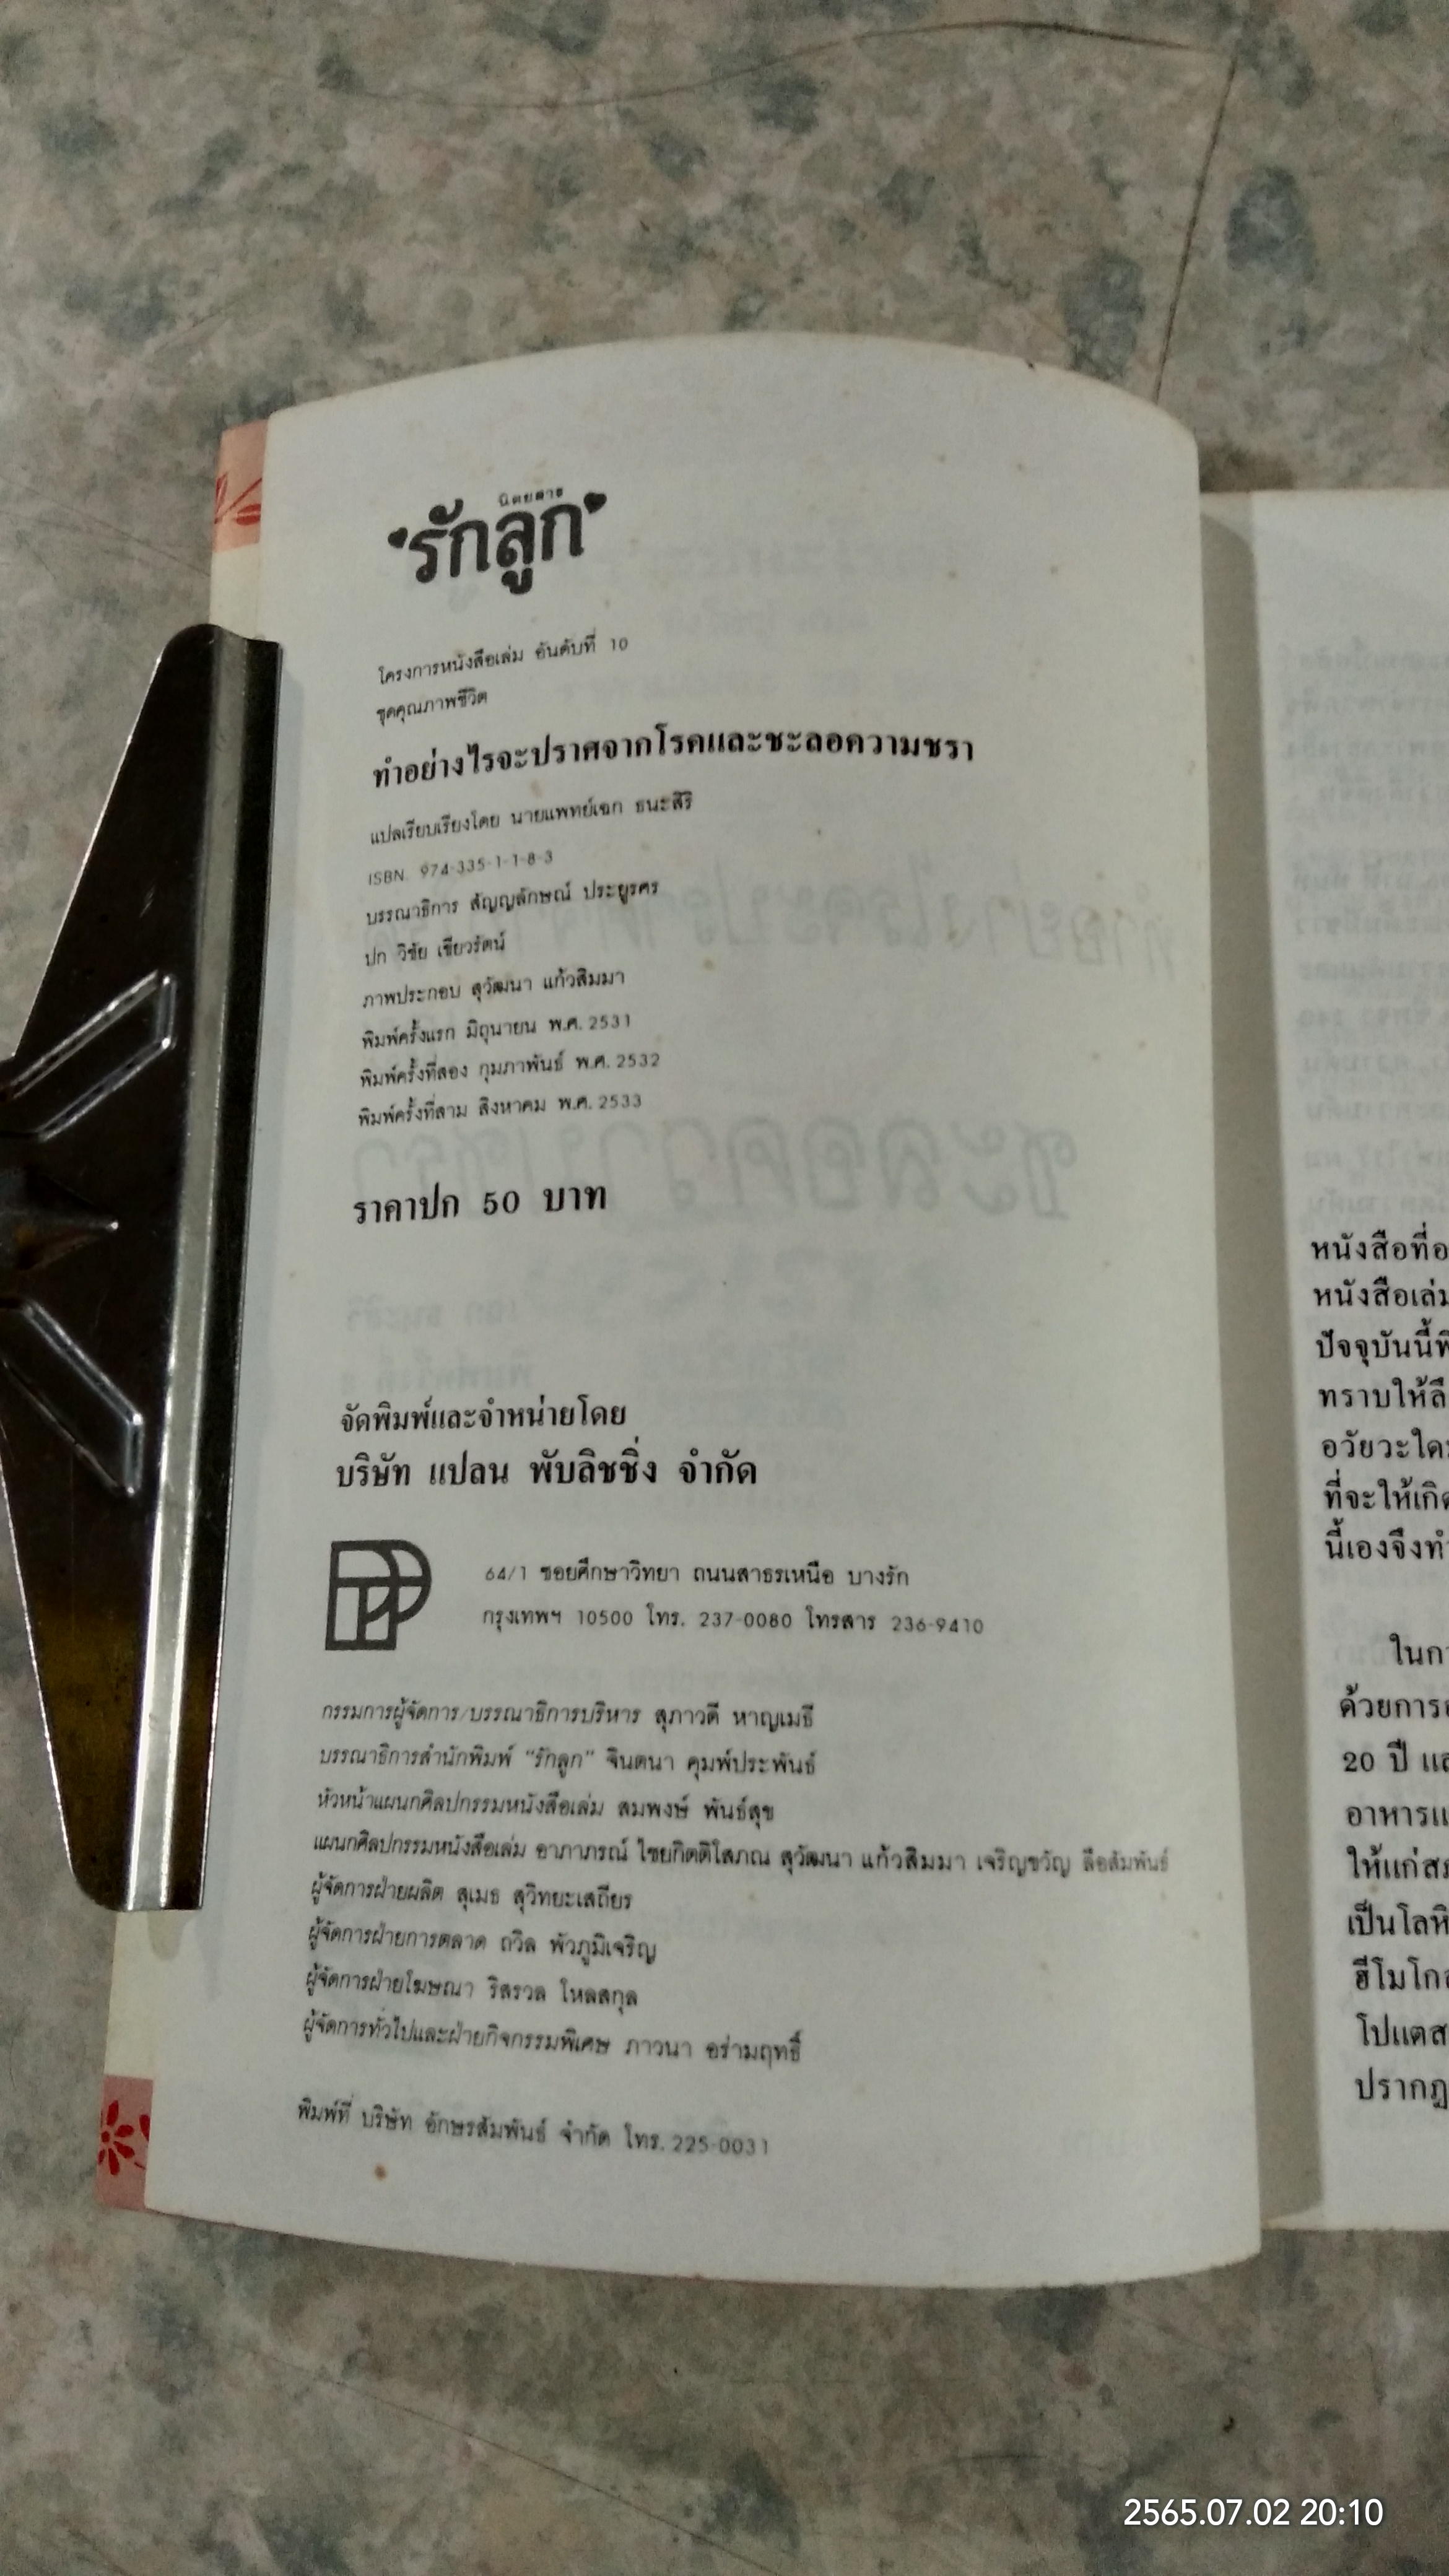 นิตยสาร
รักลูก
โครงการหนังสือเล่ม อันดับที่ 10
ชุดคุณภาพชีวิต
ทำอย่างไรจะปราศจากโรคและชะลอความชรา
แปลเรียบเรียงโดย นายแพทย์เฉก ธนะสิริ
ISBN. 974-335-1-1-8-3
บรรณาธิการ สัญญลักษณ์ ประยูรศร
ปก วิชัย เขียวรัตน์
ภาพประกอบ สุวัฒนา แก้วสิมมา
พิมพ์ครั้งแรก มิถุนายน พ.ศ. 2531
พิมพ์ครั้งที่สอง กุมภาพันธ์ พ.ศ. 2532
พิมพ์ครั้งที่สาม สิงหาคม พ.ศ. 2533
ราคาปก 50 บาท
จัดพิมพ์และจำหน่ายโดย
บริษัท แปลน พับลิชชิ่ง จำกัด
64/1 ซอยศึกษาวิทยา ถนนสาธรเหนือ บางรัก
กรุงเทพฯ 10500 โทร. 237-0080 โทรสาร 236-9410
กรรมการผู้จัดการ/บรรณาธิการบริหาร สุภาวดี หาญเมธี
บรรณาธิการสำนักพิมพ์ "รักลูก" จินตนา คุมพ์ประพันธ์
หัวหน้าแผนกศิลปกรรมหนังสือเล่ม สมพงษ์ พันธ์สุข
แผนกศิลปกรรมหนังสือเล่ม อาภาภรณ์ ไชยกิตติโสภณ สุวัฒนา แก้วสิมมา เจริญขวัญ ลือสัมพันธ์
ผู้จัดการฝ่ายผลิต สุเมธ สุวิทยะเสถียร
ผู้จัดการฝ่ายการตลาด ถวิล พัวภูมิเจริญ
ผู้จัดการฝ่ายโฆษณา ริสรวล โหลสกุล
ผู้จัดการทั่วไปและฝ่ายกิจกรรมพิเศษ ภาวนา อร่ามฤทธิ์
พิมพ์ที่ บริษัท อักษรสัมพันธ์ จำกัด โทร. 225-0031
หนังสือที่อ
หนังสือเล่ม
ปัจจุบันนี้
ทราบให้ลึ
อวัยวะใด
ที่จะให้เกิด
นี้เองจึงทำ
ในกา
ด้วยการ
20 ปี แล
อาหารแ
ให้แก่ส
เป็นโลหิ
ฮีโมโกล
โปแตส
ปรากฏ
2565.07.02 20:10